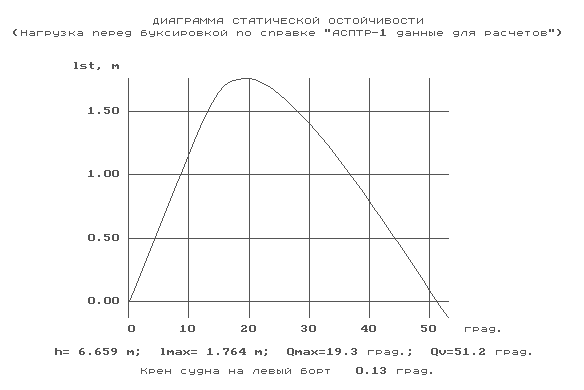 ДИАГРАММА СТАТИЧЕСКОЙ ОСТОЙЧИВОСТИ
(Нагрузка перед буксировкой по справке "АСПТР-1 данные для расчетов")
lst, m
1.50
1.00
0.50
0.00
0 10 20 30 40 50 град.
h= 6.659 m; lmax= 1.764 m; Qmax=19.3 град.; Qv=51.2 град.
Крен судна на левый борт 0.13 град.